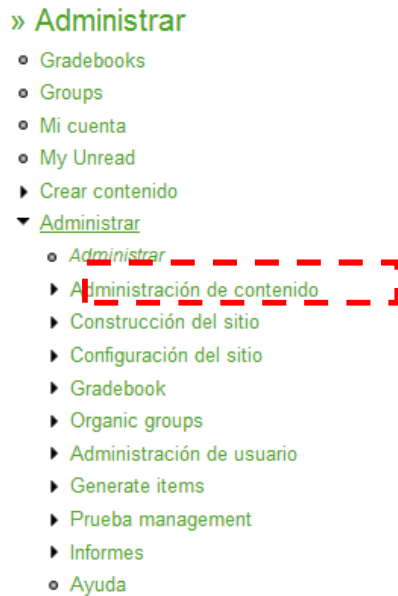 » Administrar
Gradebooks
Groups
Mi cuenta
My Unread
Crear contenido
Administrar
Administrar
Administración de contenido
Construcción del sitio
Configuración del sitio
Gradebook
Organic groups
Administración de usuario
Generate items
Prueba management
Informes
Ayuda